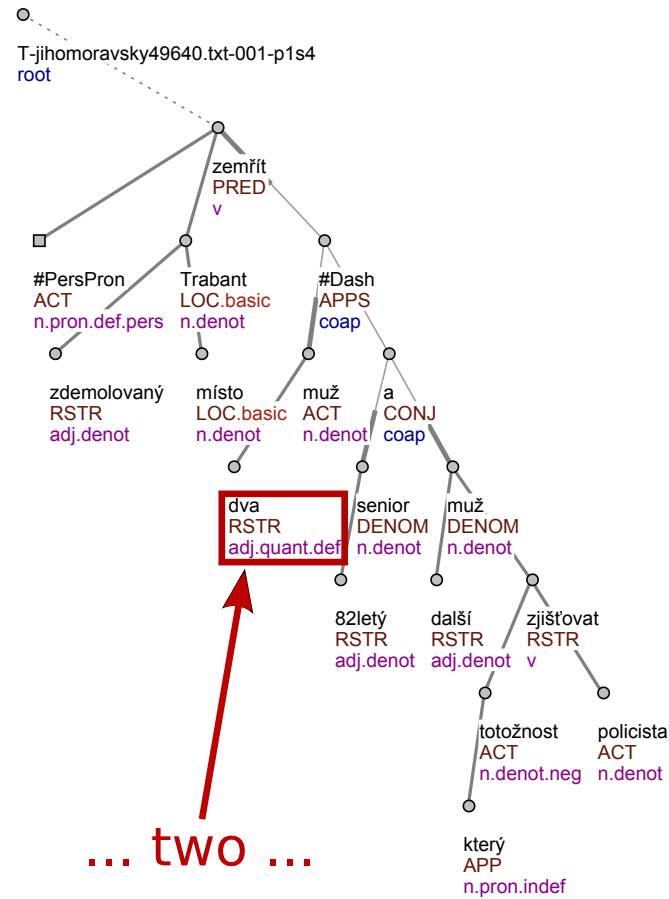 T-jihomoravsky49640.txt-001-p1s4
root
zemřít
PRED
v
#PersPron
ACT
n.pron.def.pers
Trabant
LOC.basic
n.denot
#Dash
APPS
coap
zdemolovaný
RSTR
adj.denot
místo
LOC.basic
n.denot
muž
ACT
n.denot
a
CONJ
coap
dva
RSTR
adj.quant.def
senior
DENOM
n.denot
muž
DENOM
n.denot
82letý
RSTR
adj.denot
další
RSTR
adj.denot
zjišťovat
RSTR
v
totožnost
ACT
n.denot.neg
policista
ACT
n.denot
který
APP
n.pron.indef
... two ...